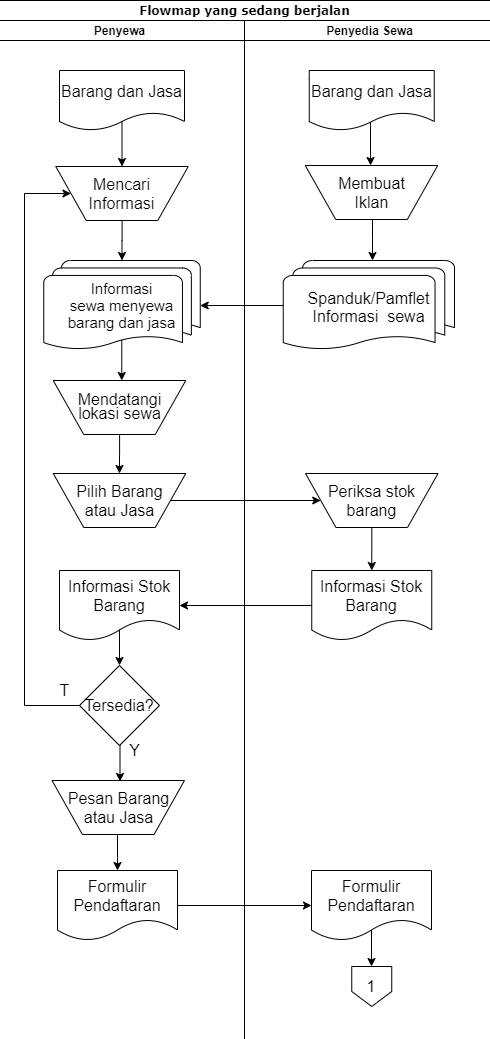 Flowmap yang sedang berjalan
Penyewa
Penyedia Sewa
Barang dan Jasa
Barang dan Jasa
Mencari
Informasi
Membuat
Iklan
Informasi
sewa menyewa
barang dan jasa
Spanduk/Pamflet
Informasi sewa
Mendatangi
lokasi sewa
Pilih Barang
atau Jasa
Periksa stok
barang
Informasi Stok
Barang
Informasi Stok
Barang
T
Tersedia?
Y
Pesan Barang
atau Jasa
Formulir
Pendaftaran
Formulir
Pendaftaran
1